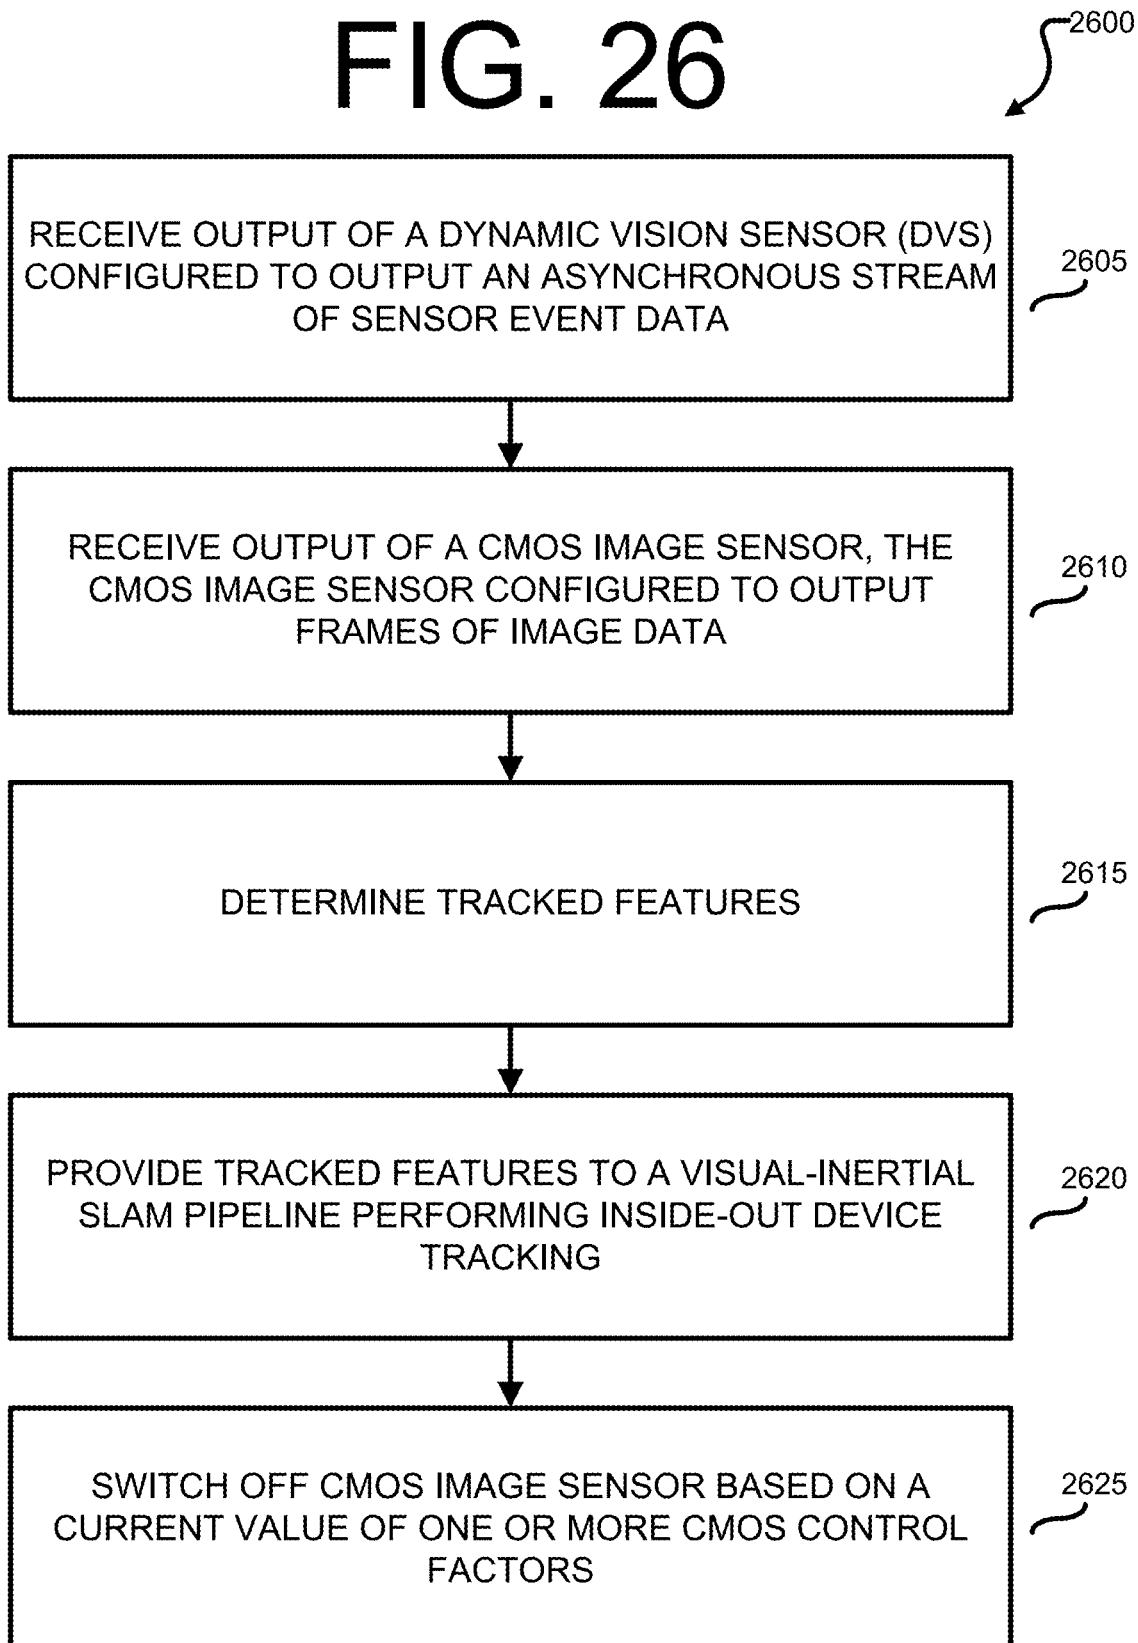 FIG. 26
2600
RECEIVE OUTPUT OF A DYNAMIC VISION SENSOR (DVS)
CONFIGURED TO OUTPUT AN ASYNCHRONOUS STREAM
OF SENSOR EVENT DATA
2605
RECEIVE OUTPUT OF A CMOS IMAGE SENSOR, THE
CMOS IMAGE SENSOR CONFIGURED TO OUTPUT
FRAMES OF IMAGE DATA
2610
DETERMINE TRACKED FEATURES
2615
PROVIDE TRACKED FEATURES TO A VISUAL-INERTIAL
SLAM PIPELINE PERFORMING INSIDE-OUT DEVICE
TRACKING
2620
SWITCH OFF CMOS IMAGE SENSOR BASED ON A
CURRENT VALUE OF ONE OR MORE CMOS CONTROL
FACTORS
2625